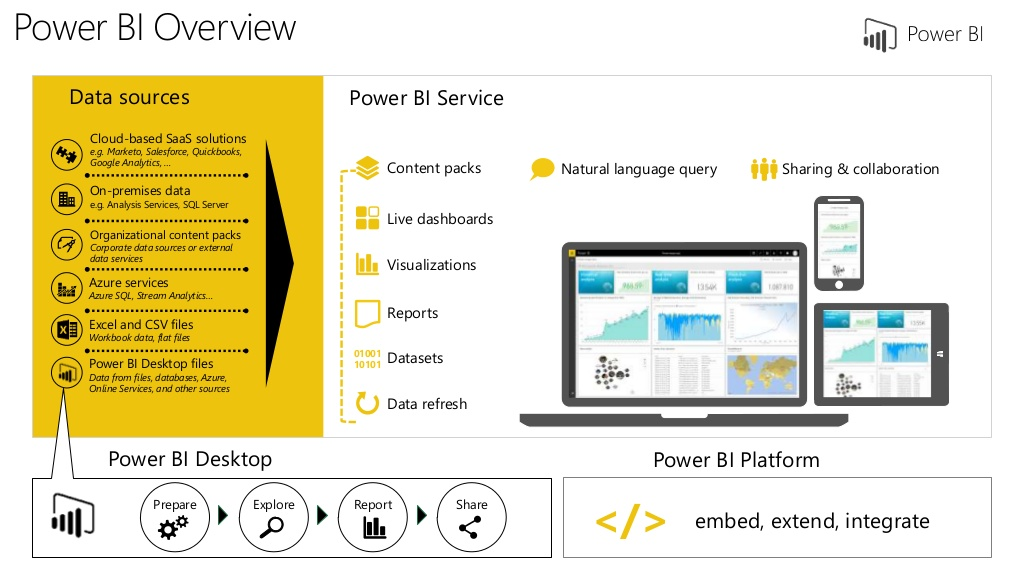 Power BI Overview
Power BI
Data sources
Cloud-based SaaS solutions
e.g. Marketo, Salesforce, Quickbooks,
Google Analytics, ...
On-premises data
e.g. Analysis Services, SQL Server
Organizational content packs
Corporate data sources or external
data services
Azure services
Azure SQL, Stream Analytics...
Excel and CSV files
Workbook data, flat files
Power BI Desktop files
Data from files, databases, Azure,
Online Services, and other sources
Power BI Service
Content packs
Natural language query
Sharing & collaboration
Live dashboards
Visualizations
Reports
01001
10101
Datasets
Data refresh
Power BI Desktop
Prepare
Explore
Report
Share
Power BI Platform
</>
embed, extend, integrate